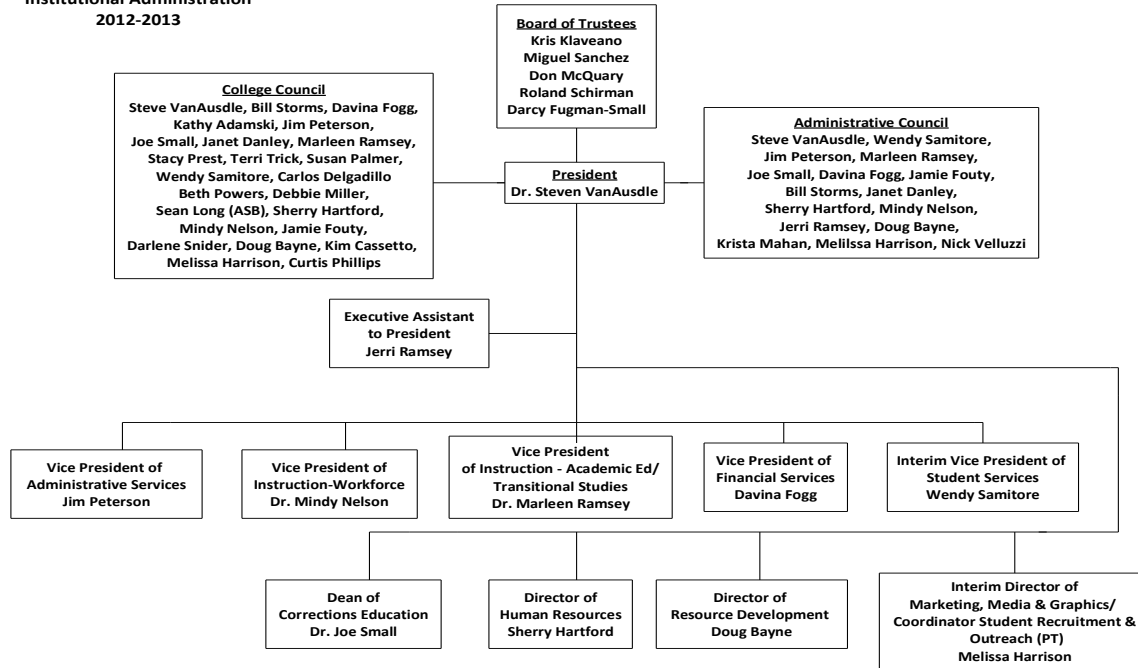 Institutional Administration
2012-2013
Board of Trustees
Kris Klaveano
Miguel Sanchez
Don McQuary
Roland Schirman
Darcy Fugman-Small
College Council
Steve VanAusdle, Bill Storms, Davina Fogg,
Kathy Adamski, Jim Peterson,
Joe Small, Janet Danley, Marleen Ramsey,
Stacy Prest, Terri Trick, Susan Palmer,
Wendy Samitore, Carlos Delgadillo
Beth Powers, Debbie Miller,
Sean Long (ASB), Sherry Hartford,
Mindy Nelson, Jamie Fouty,
Darlene Snider, Doug Bayne, Kim Cassetto,
Melissa Harrison, Curtis Phillips
President
Dr. Steven VanAusdle
Administrative Council
Steve VanAusdle, Wendy Samitore,
Jim Peterson, Marleen Ramsey,
Joe Small, Davina Fogg, Jamie Fouty,
Bill Storms, Janet Danley,
Sherry Hartford, Mindy Nelson,
Jerri Ramsey, Doug Bayne,
Krista Mahan, Melilssa Harrison, Nick Velluzzi
Executive Assistant
to President
Jerri Ramsey
Vice President of
Administrative Services
Jim Peterson
Vice President of
Instruction-Workforce
Dr. Mindy Nelson
Vice President
of Instruction - Academic Ed/
Transitional Studies
Dr. Marleen Ramsey
Vice President of
Financial Services
Davina Fogg
Interim Vice President of
Student Services
Wendy Samitore
Dean of
Corrections Education
Dr. Joe Small
Director of
Human Resources
Sherry Hartford
Director of
Resource Development
Doug Bayne
Interim Director of
Marketing, Media & Graphics/
Coordinator Student Recruitment &
Outreach (PT)
Melissa Harrison